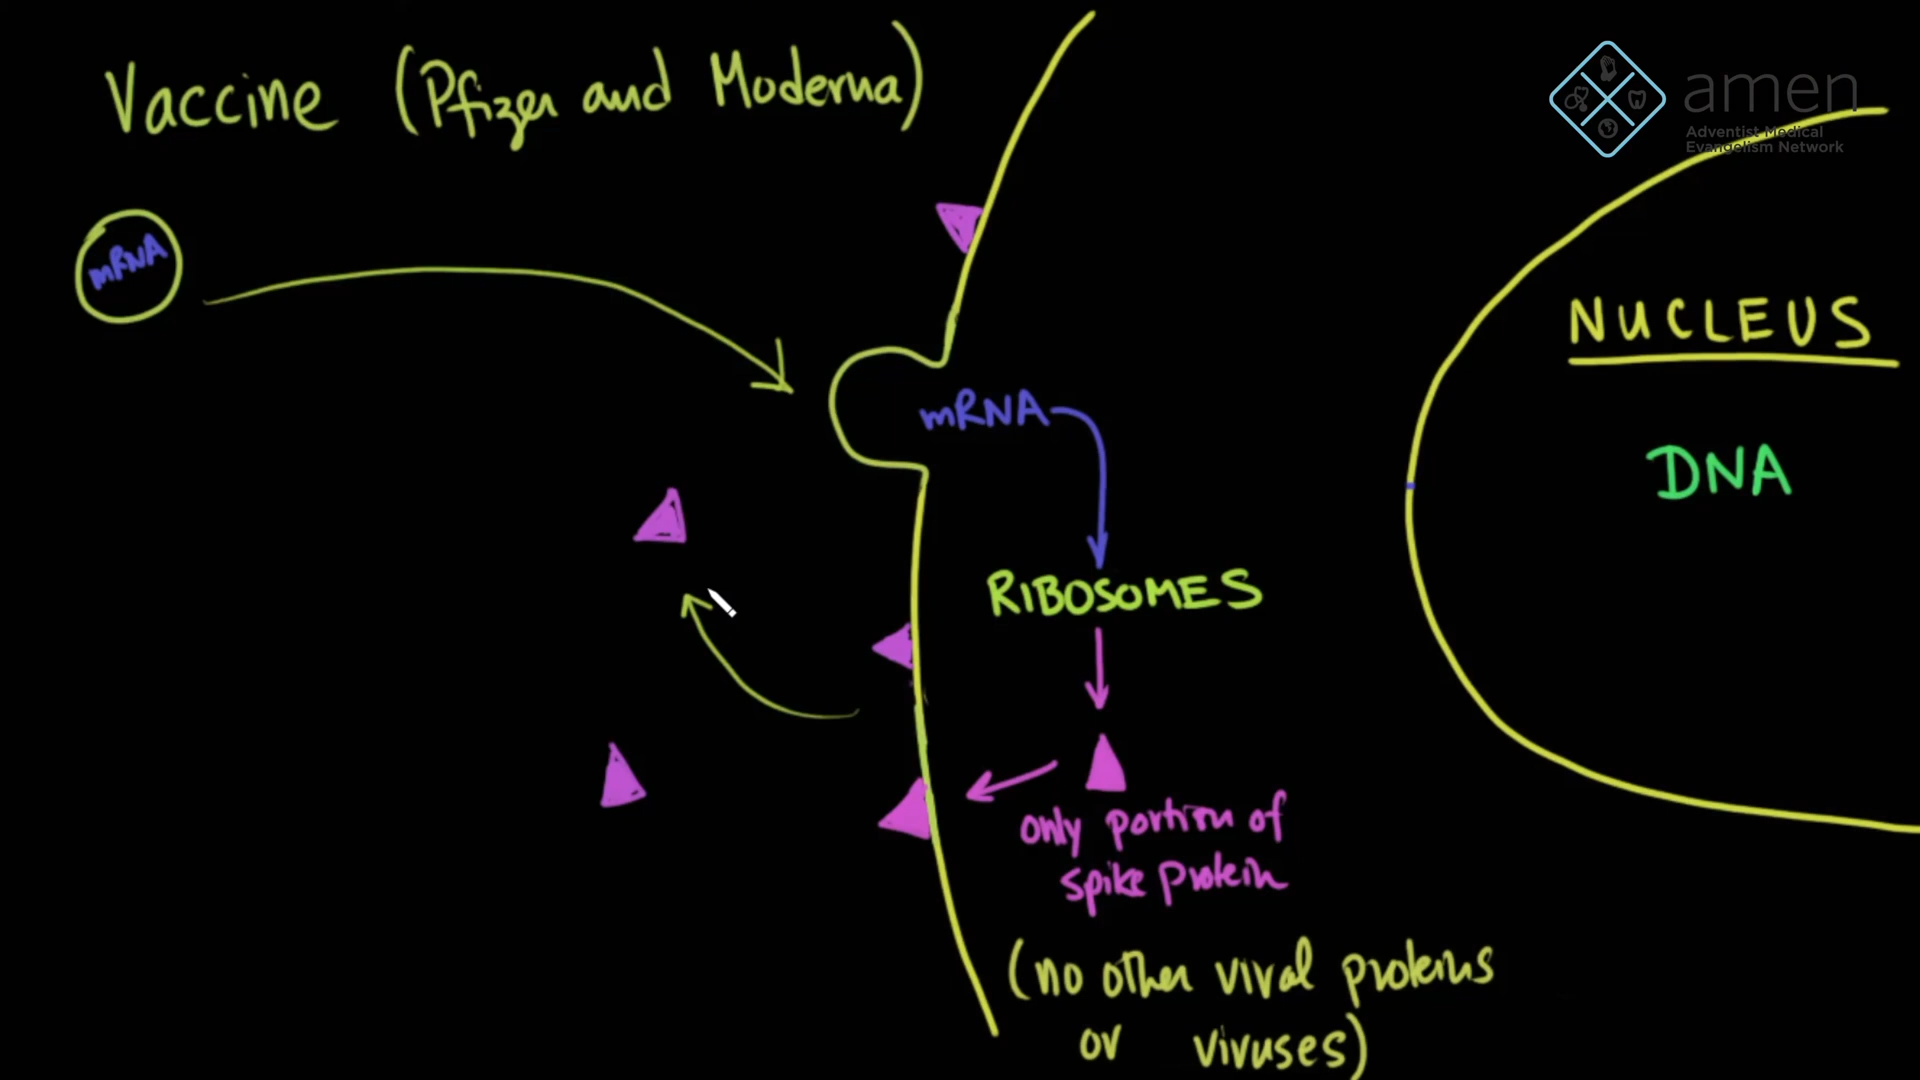 Vaccine (Pfizer and Moderna)
amen
Adventist Medical
Evangelism Network
mRNA
NUCLEUS
mRNA
DNA
RIBOSOMES
only portion of
spike protein
(no other viral proteins
or viruses)